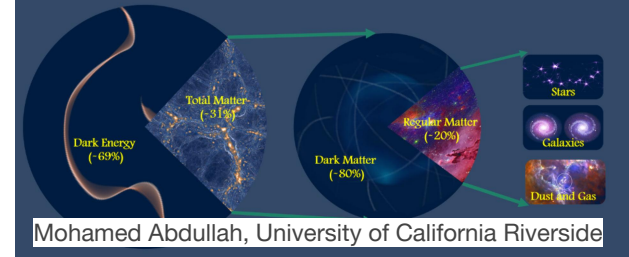 Dark Energy
(~69%)
Total Matter
(~31%)
Dark Matter
(~80%)
Regular Matter
(~20%)
Stars
Galaxies
Dust and Gas
Mohamed Abdullah, University of California Riverside